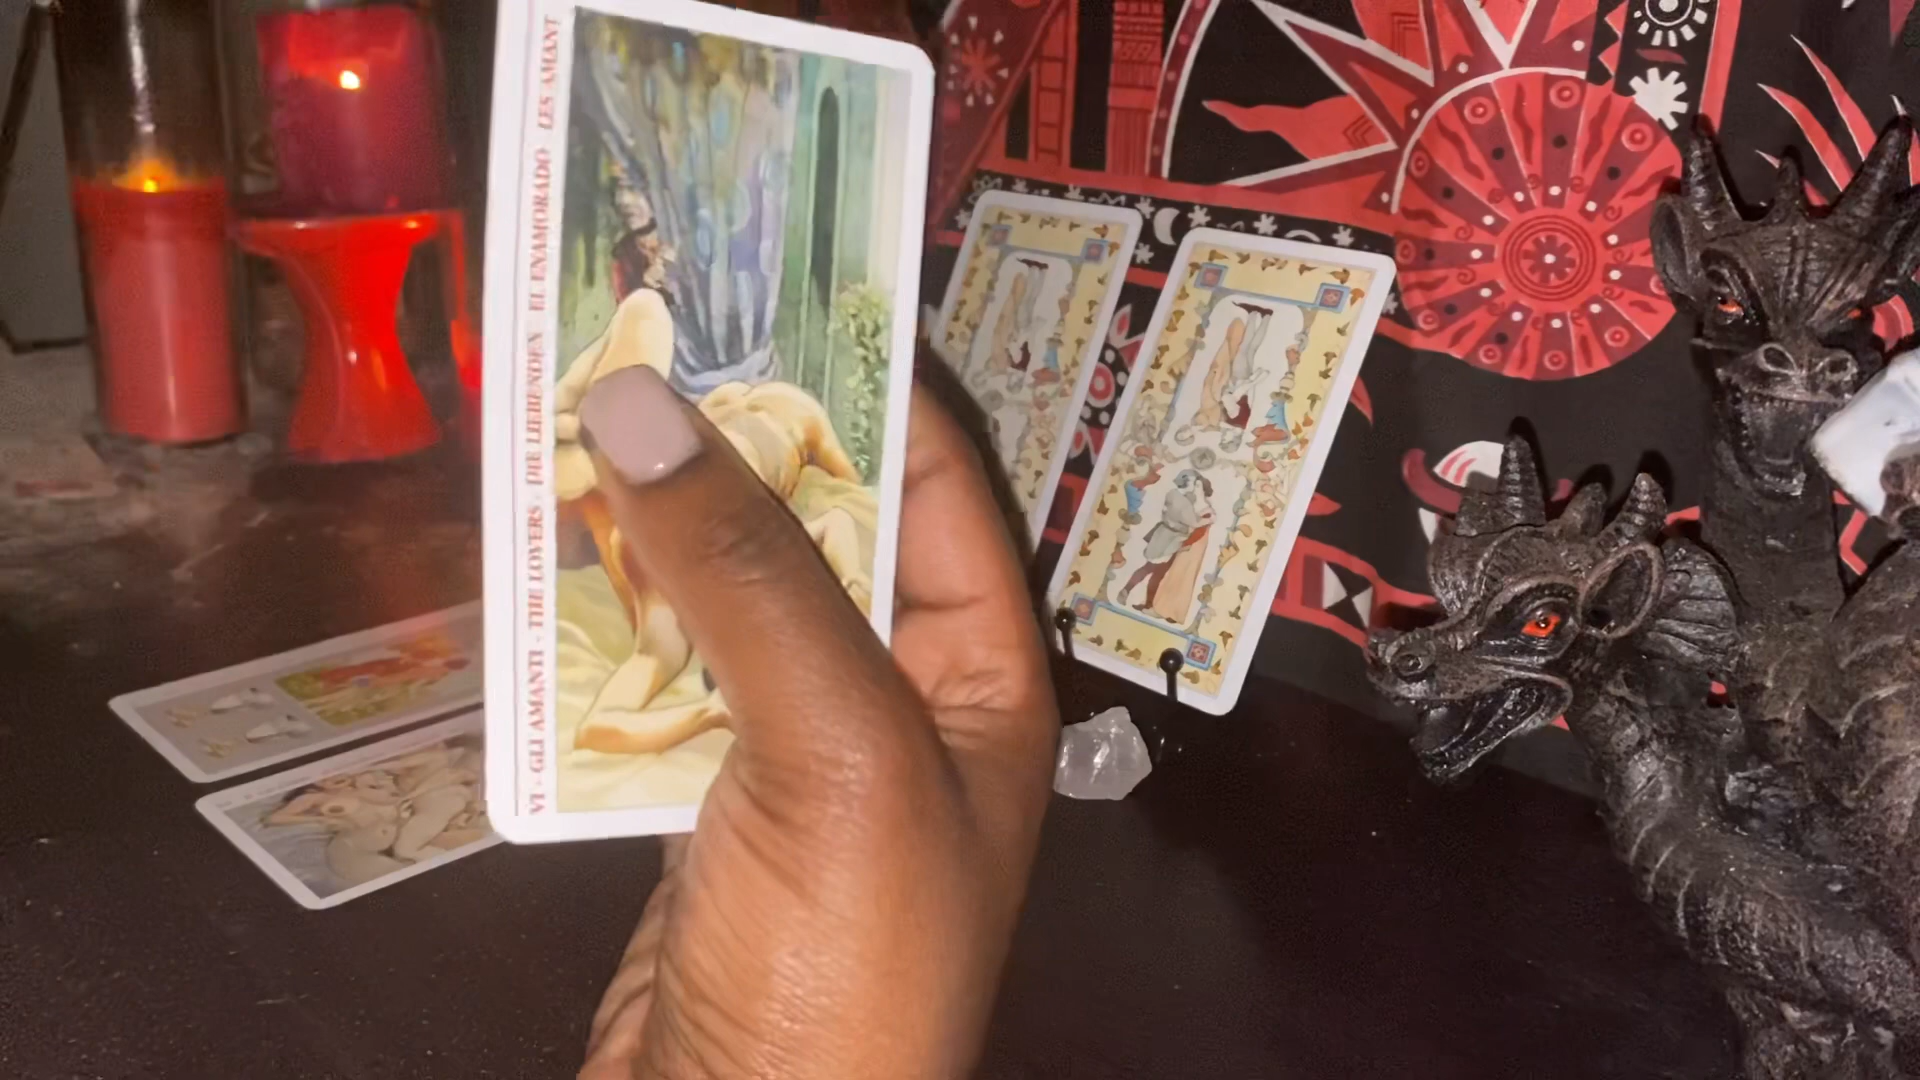 VI - GLI AMANTI - THE LOVERS - DIE LIEBENDEN EL ENAMORADO LES AMANT